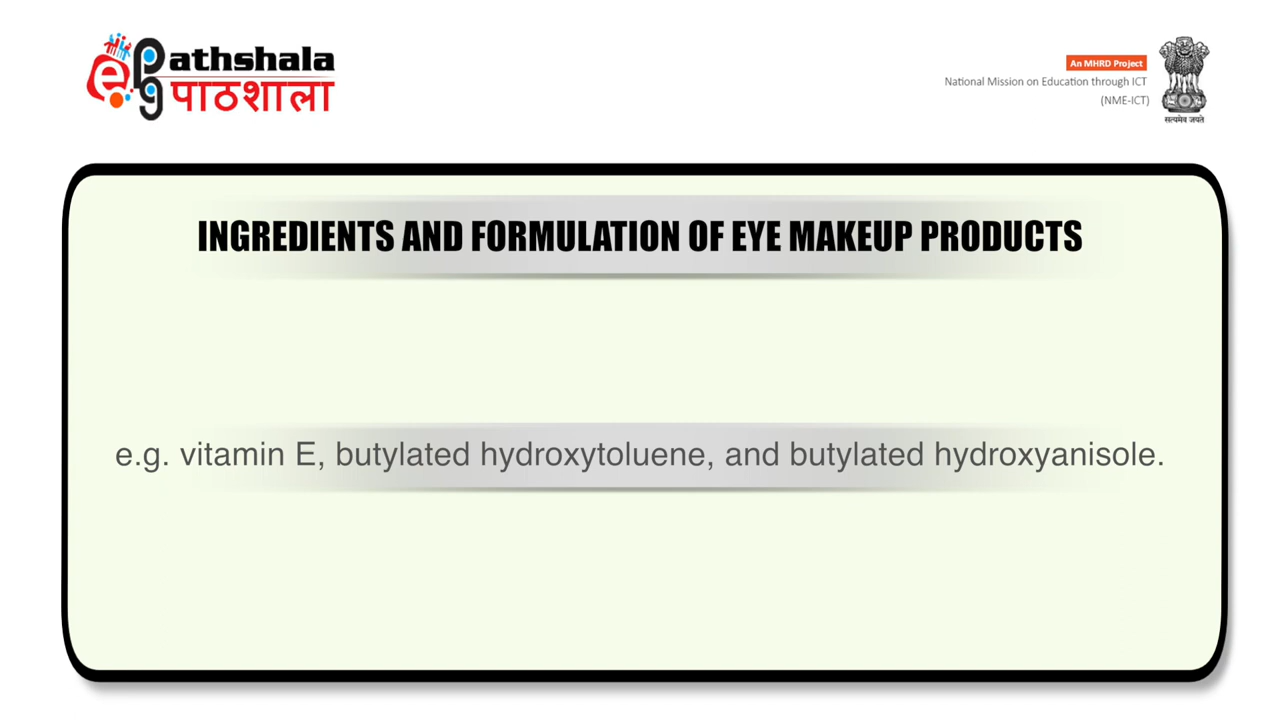 e pg athshala
पाठशाला
An MHRD Project
National Mission on Education through ICT
(NME-ICT)
सत्यमेव जयते
INGREDIENTS AND FORMULATION OF EYE MAKEUP PRODUCTS
e.g. vitamin E, butylated hydroxytoluene, and butylated hydroxyanisole.